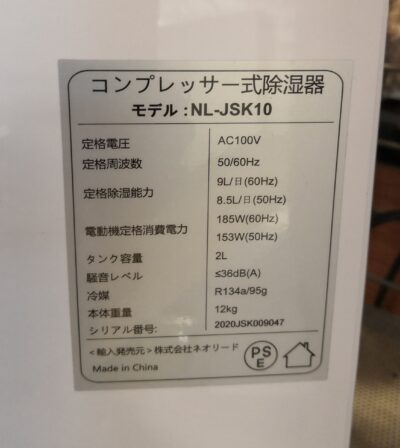 コンプレッサー式除湿器
モデル:NL-JSK10
定格電圧 AC100V
定格周波数 50/60Hz
定格除湿能力 9L/日(60Hz)
8.5L/日(50Hz)
電動機定格消費電力 185W(60Hz)
153W(50Hz)
タンク容量 2L
騒音レベル ≤36dB(A)
冷媒 R134a/95g
本体重量 12kg
シリアル番号: 2020JSK009047
<輸入発売元>株式会社ネオリード
Made in China
PS
E